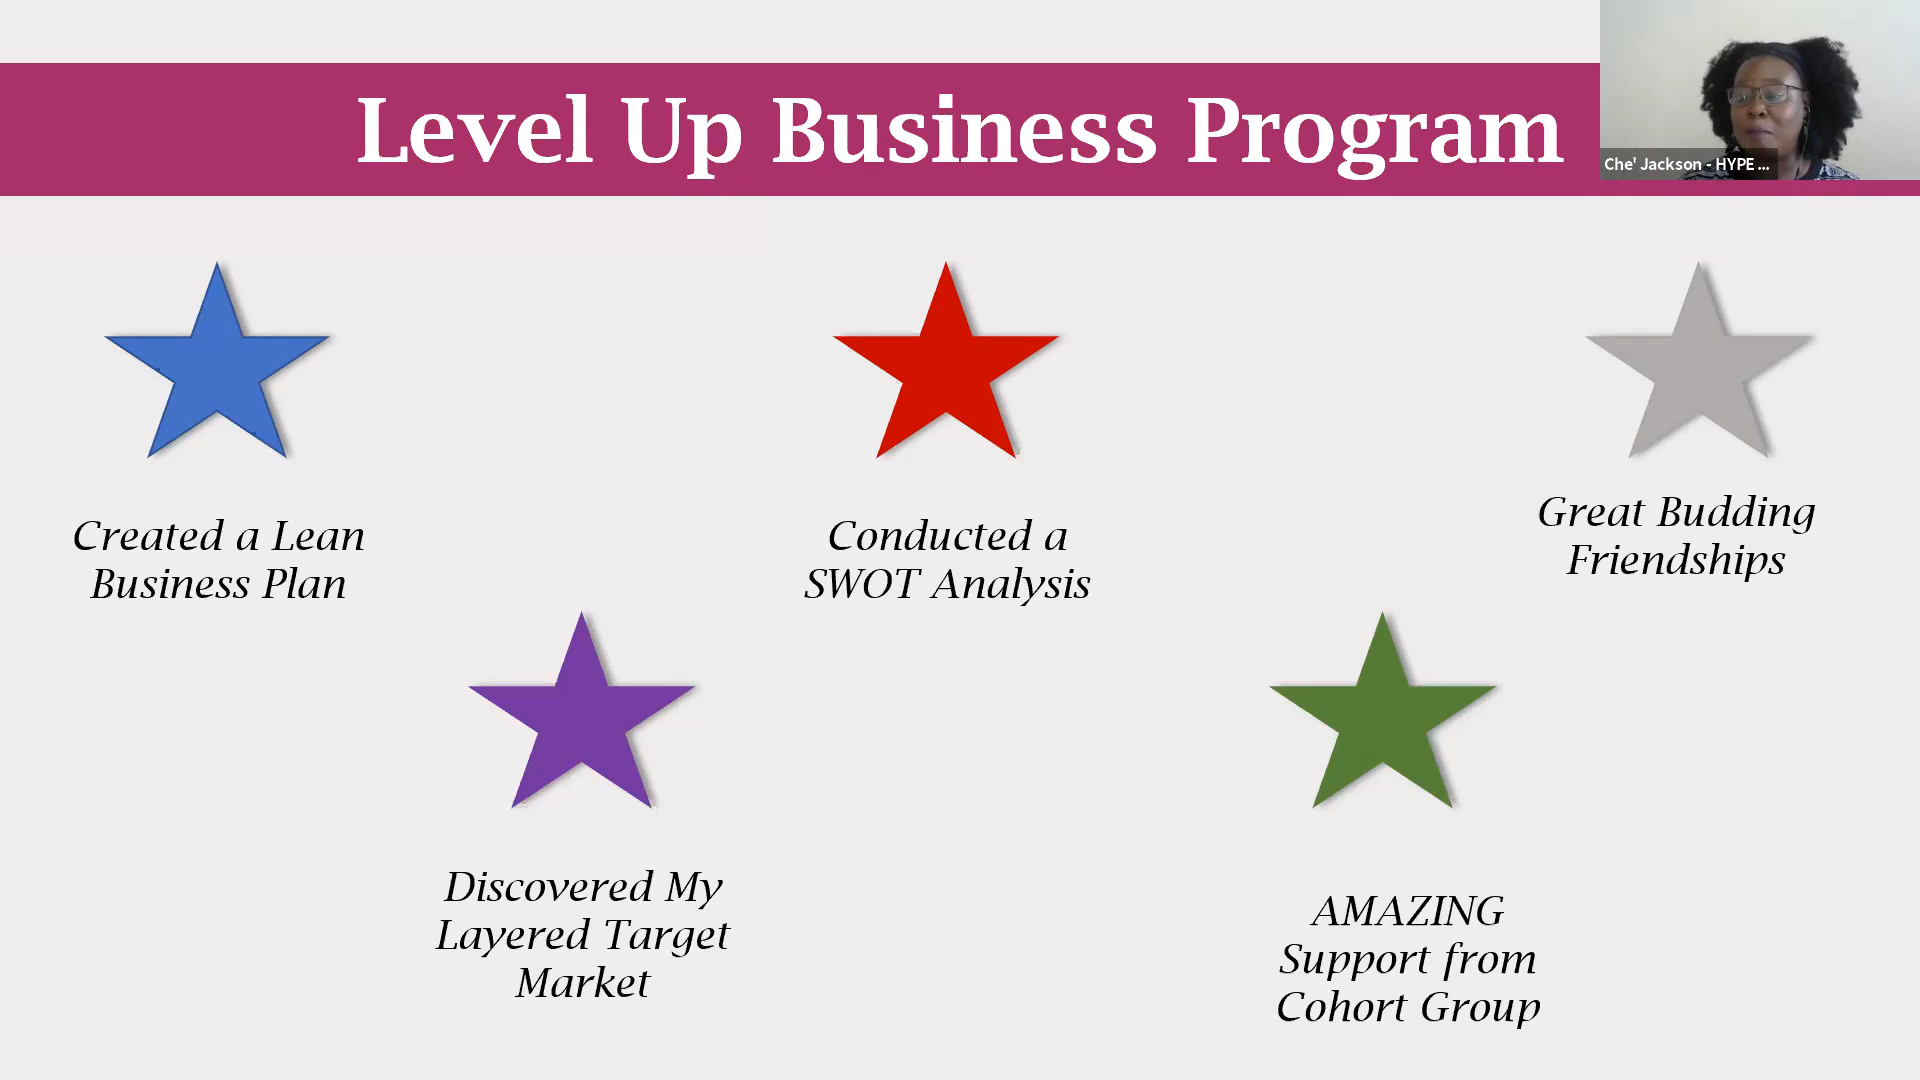 Level Up Business Program
Che' Jackson - HYPE ...
Created a Lean
Business Plan
Conducted a
SWOT Analysis
Great Budding
Friendships
Discovered My
Layered Target
Market
AMAZING
Support from
Cohort Group